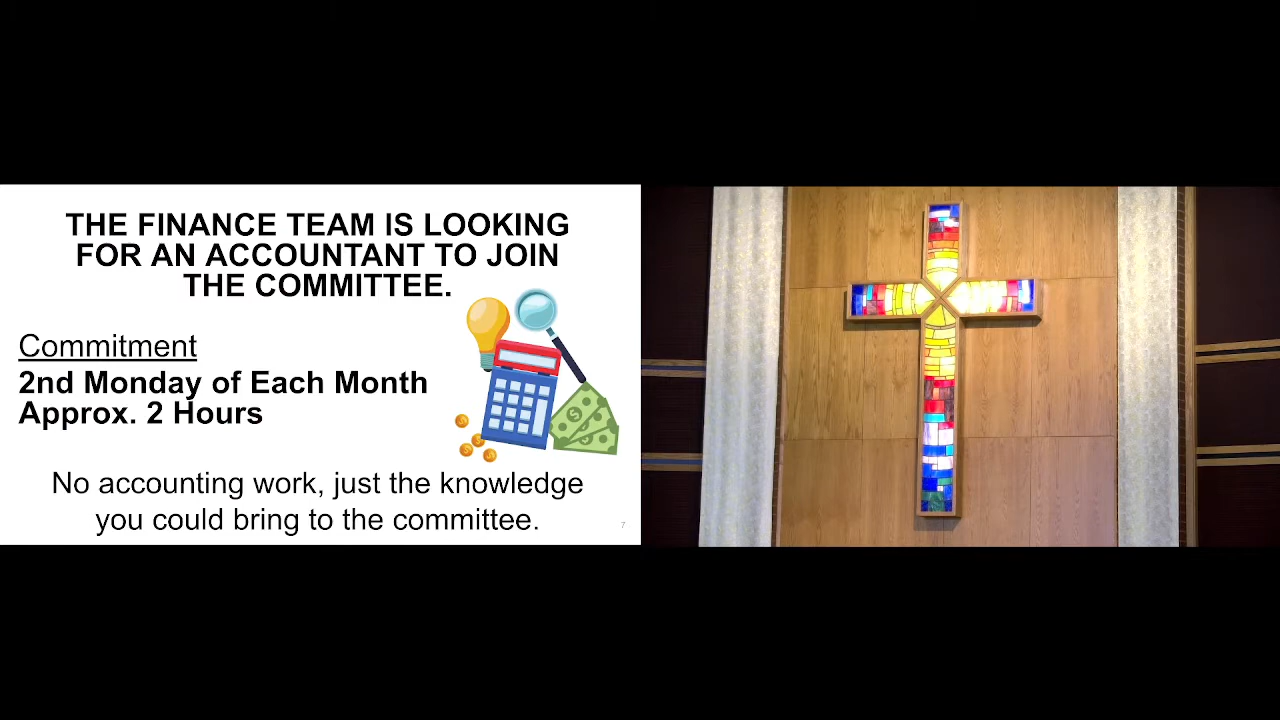 THE FINANCE TEAM IS LOOKING
FOR AN ACCOUNTANT TO JOIN
THE COMMITTEE.
Commitment
2nd Monday of Each Month
Approx. 2 Hours
No accounting work, just the knowledge
you could bring to the committee.
7